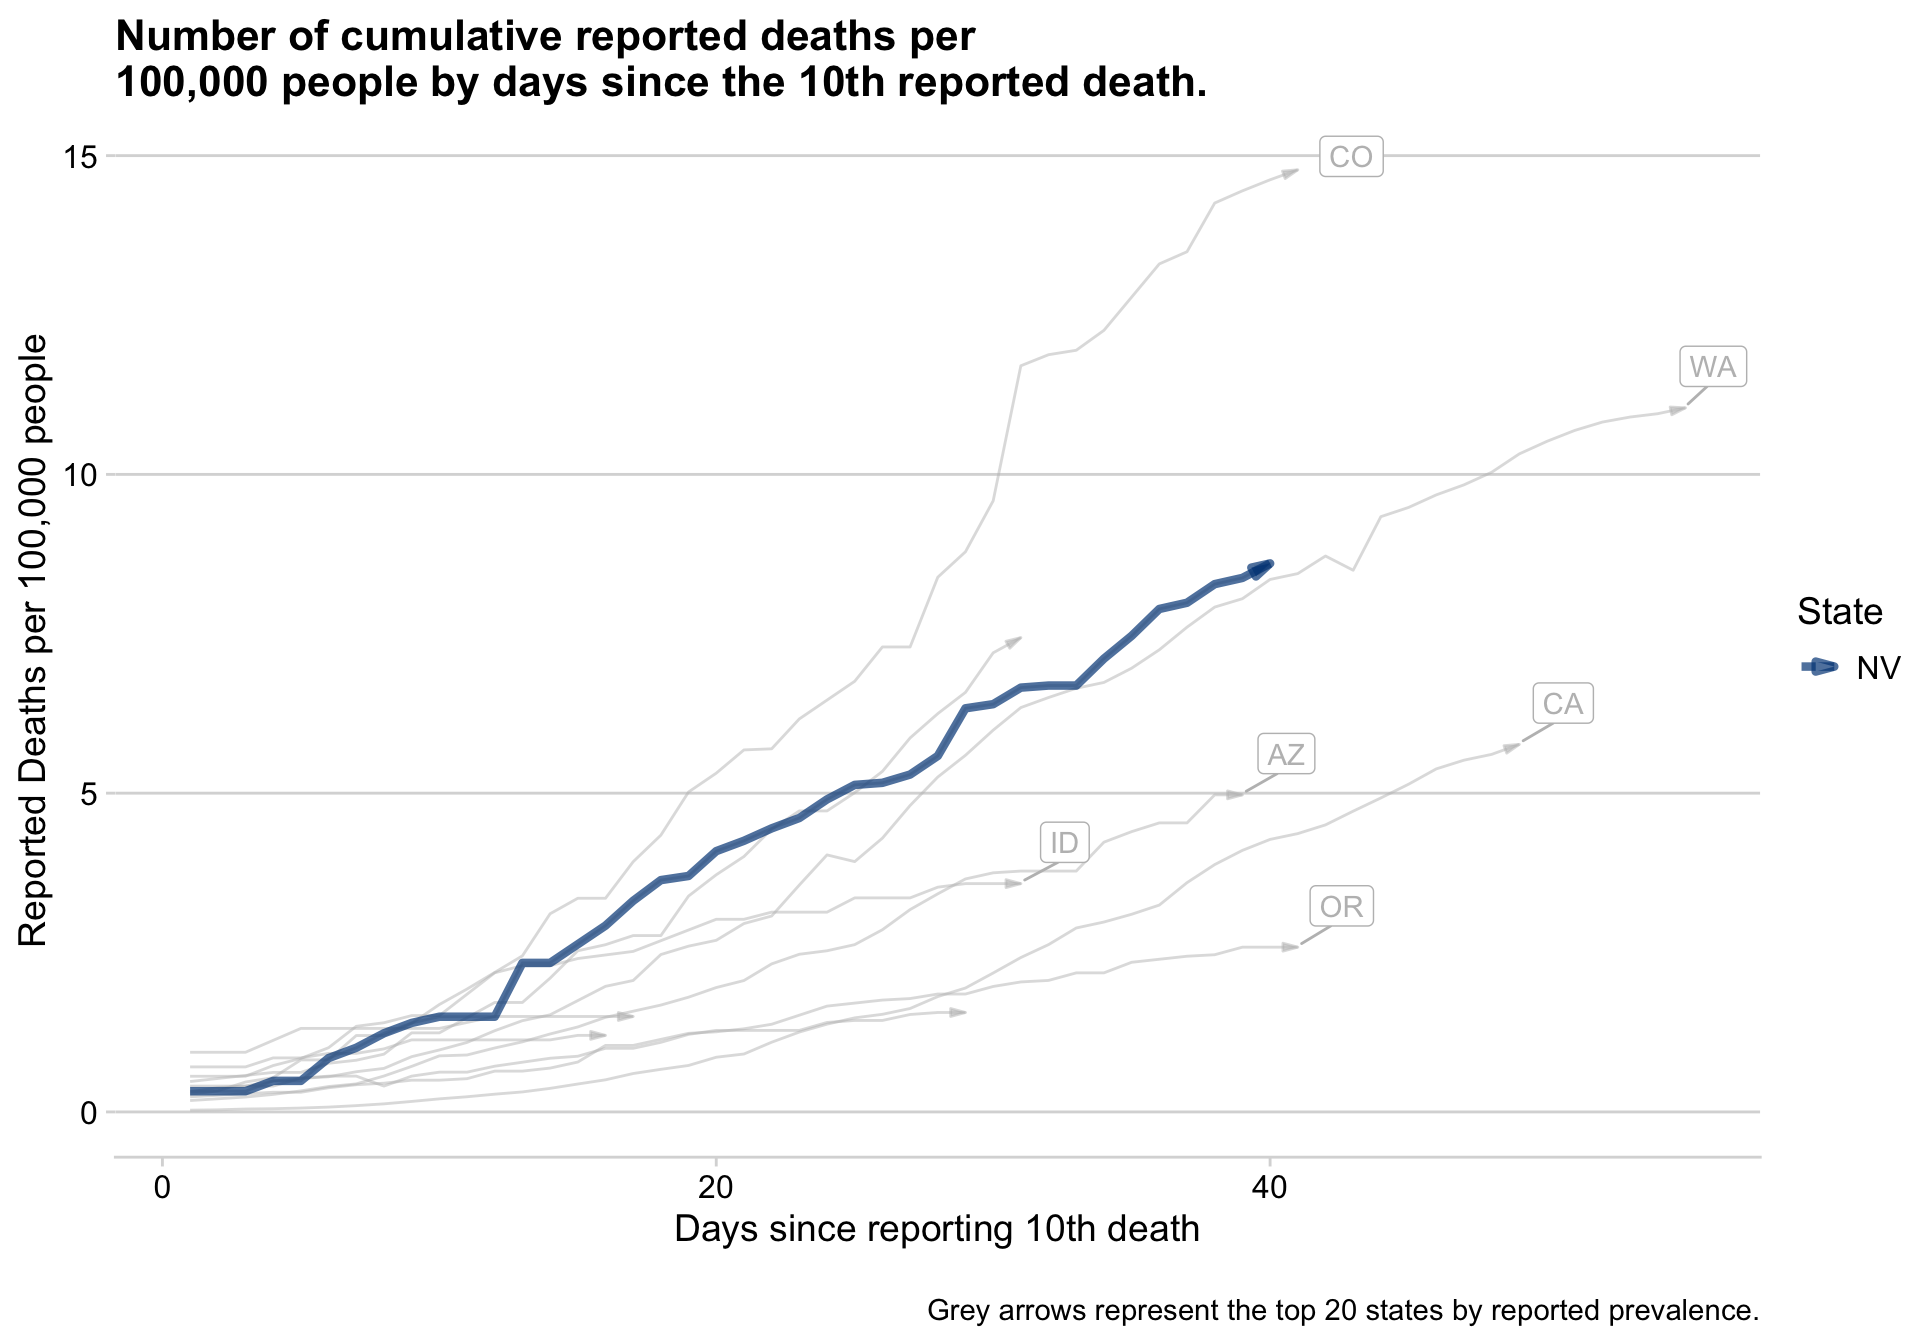 Number of cumulative reported deaths per
100,000 people by days since the 10th reported death.
Reported Deaths per 100,000 people
15
10
5
0
CO
WA
CA
AZ
ID
OR
State
NV
0
20
40
Days since reporting 10th death
Grey arrows represent the top 20 states by reported prevalence.